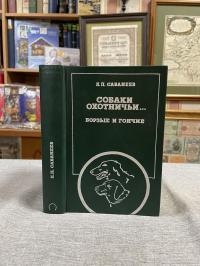 Л.П. САБАНЕЕВ
СОБАКИ
ОХОТНИЧЬИ...
БОРЗЫЕ И ГОНЧИЕ
Л.П. САБАНЕЕВ